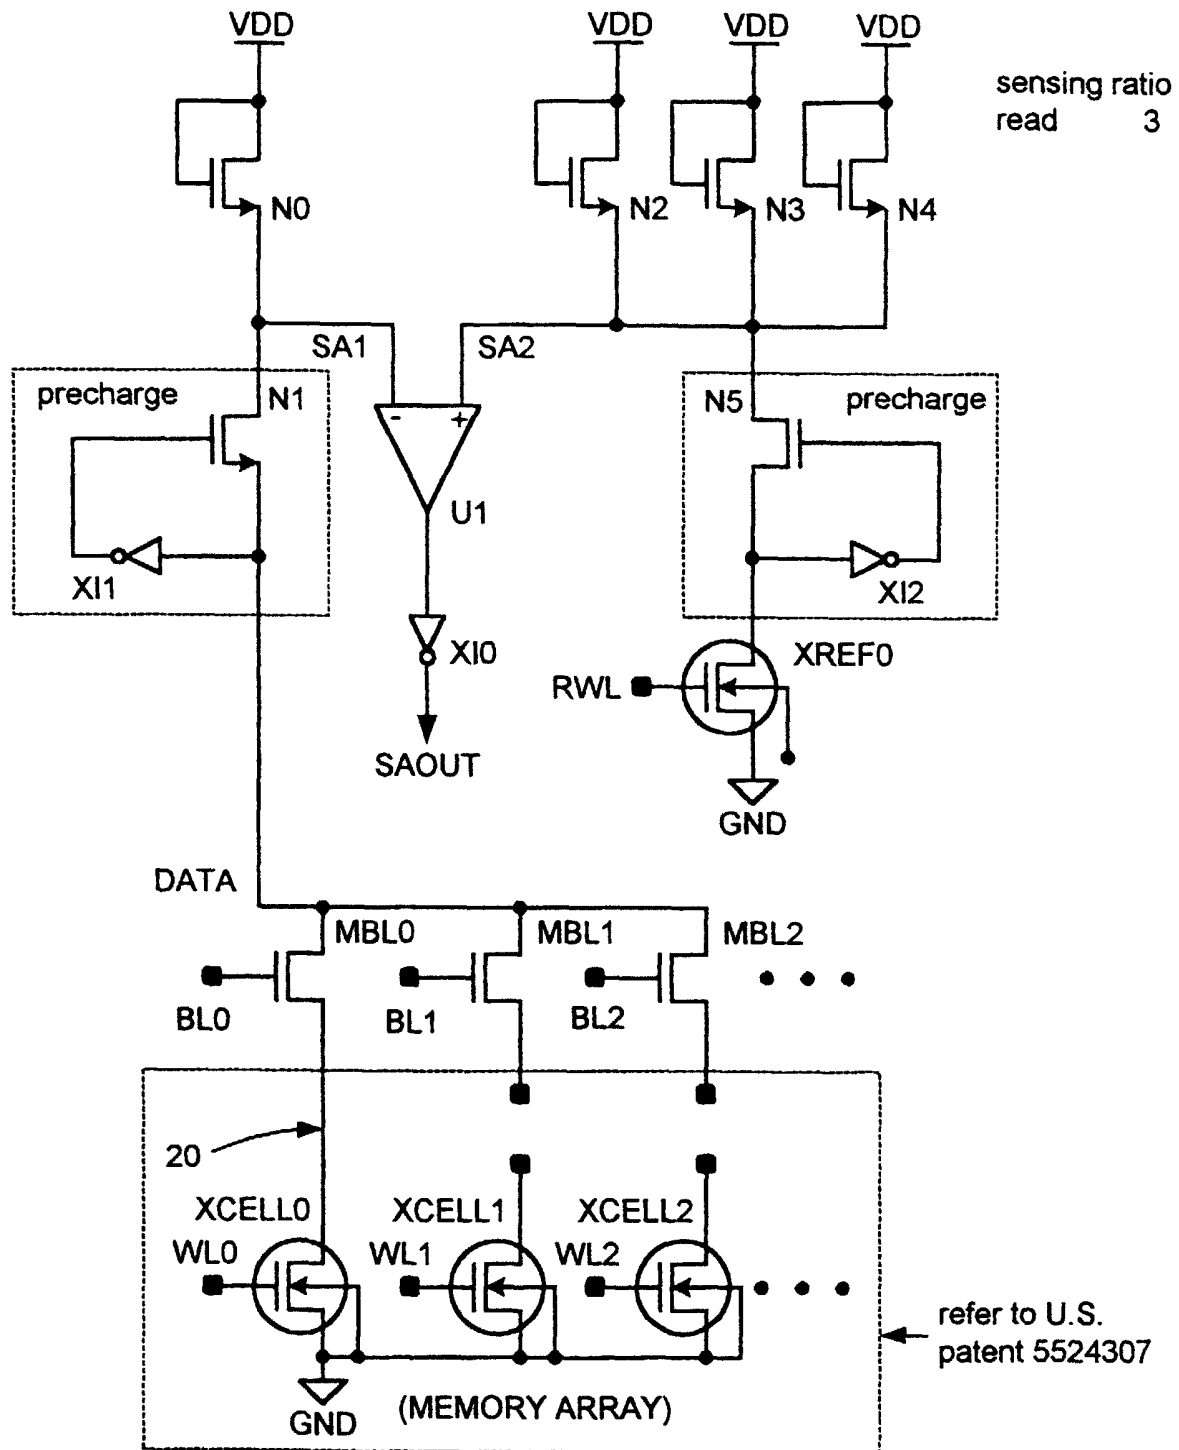 VDD
VDD
VDD
VDD
sensing ratio
read 3
N0
N2
N3
N4
SA1
SA2
precharge
N1
N5
precharge
-
+
U1
XI1
XI2
XI0
XREF0
RWL
SAOUT
GND
DATA
MBL0
MBL1
MBL2
BL0
BL1
BL2
20
XCELL0
XCELL1
XCELL2
WL0
WL1
WL2
refer to U.S.
patent 5524307
GND
(MEMORY ARRAY)